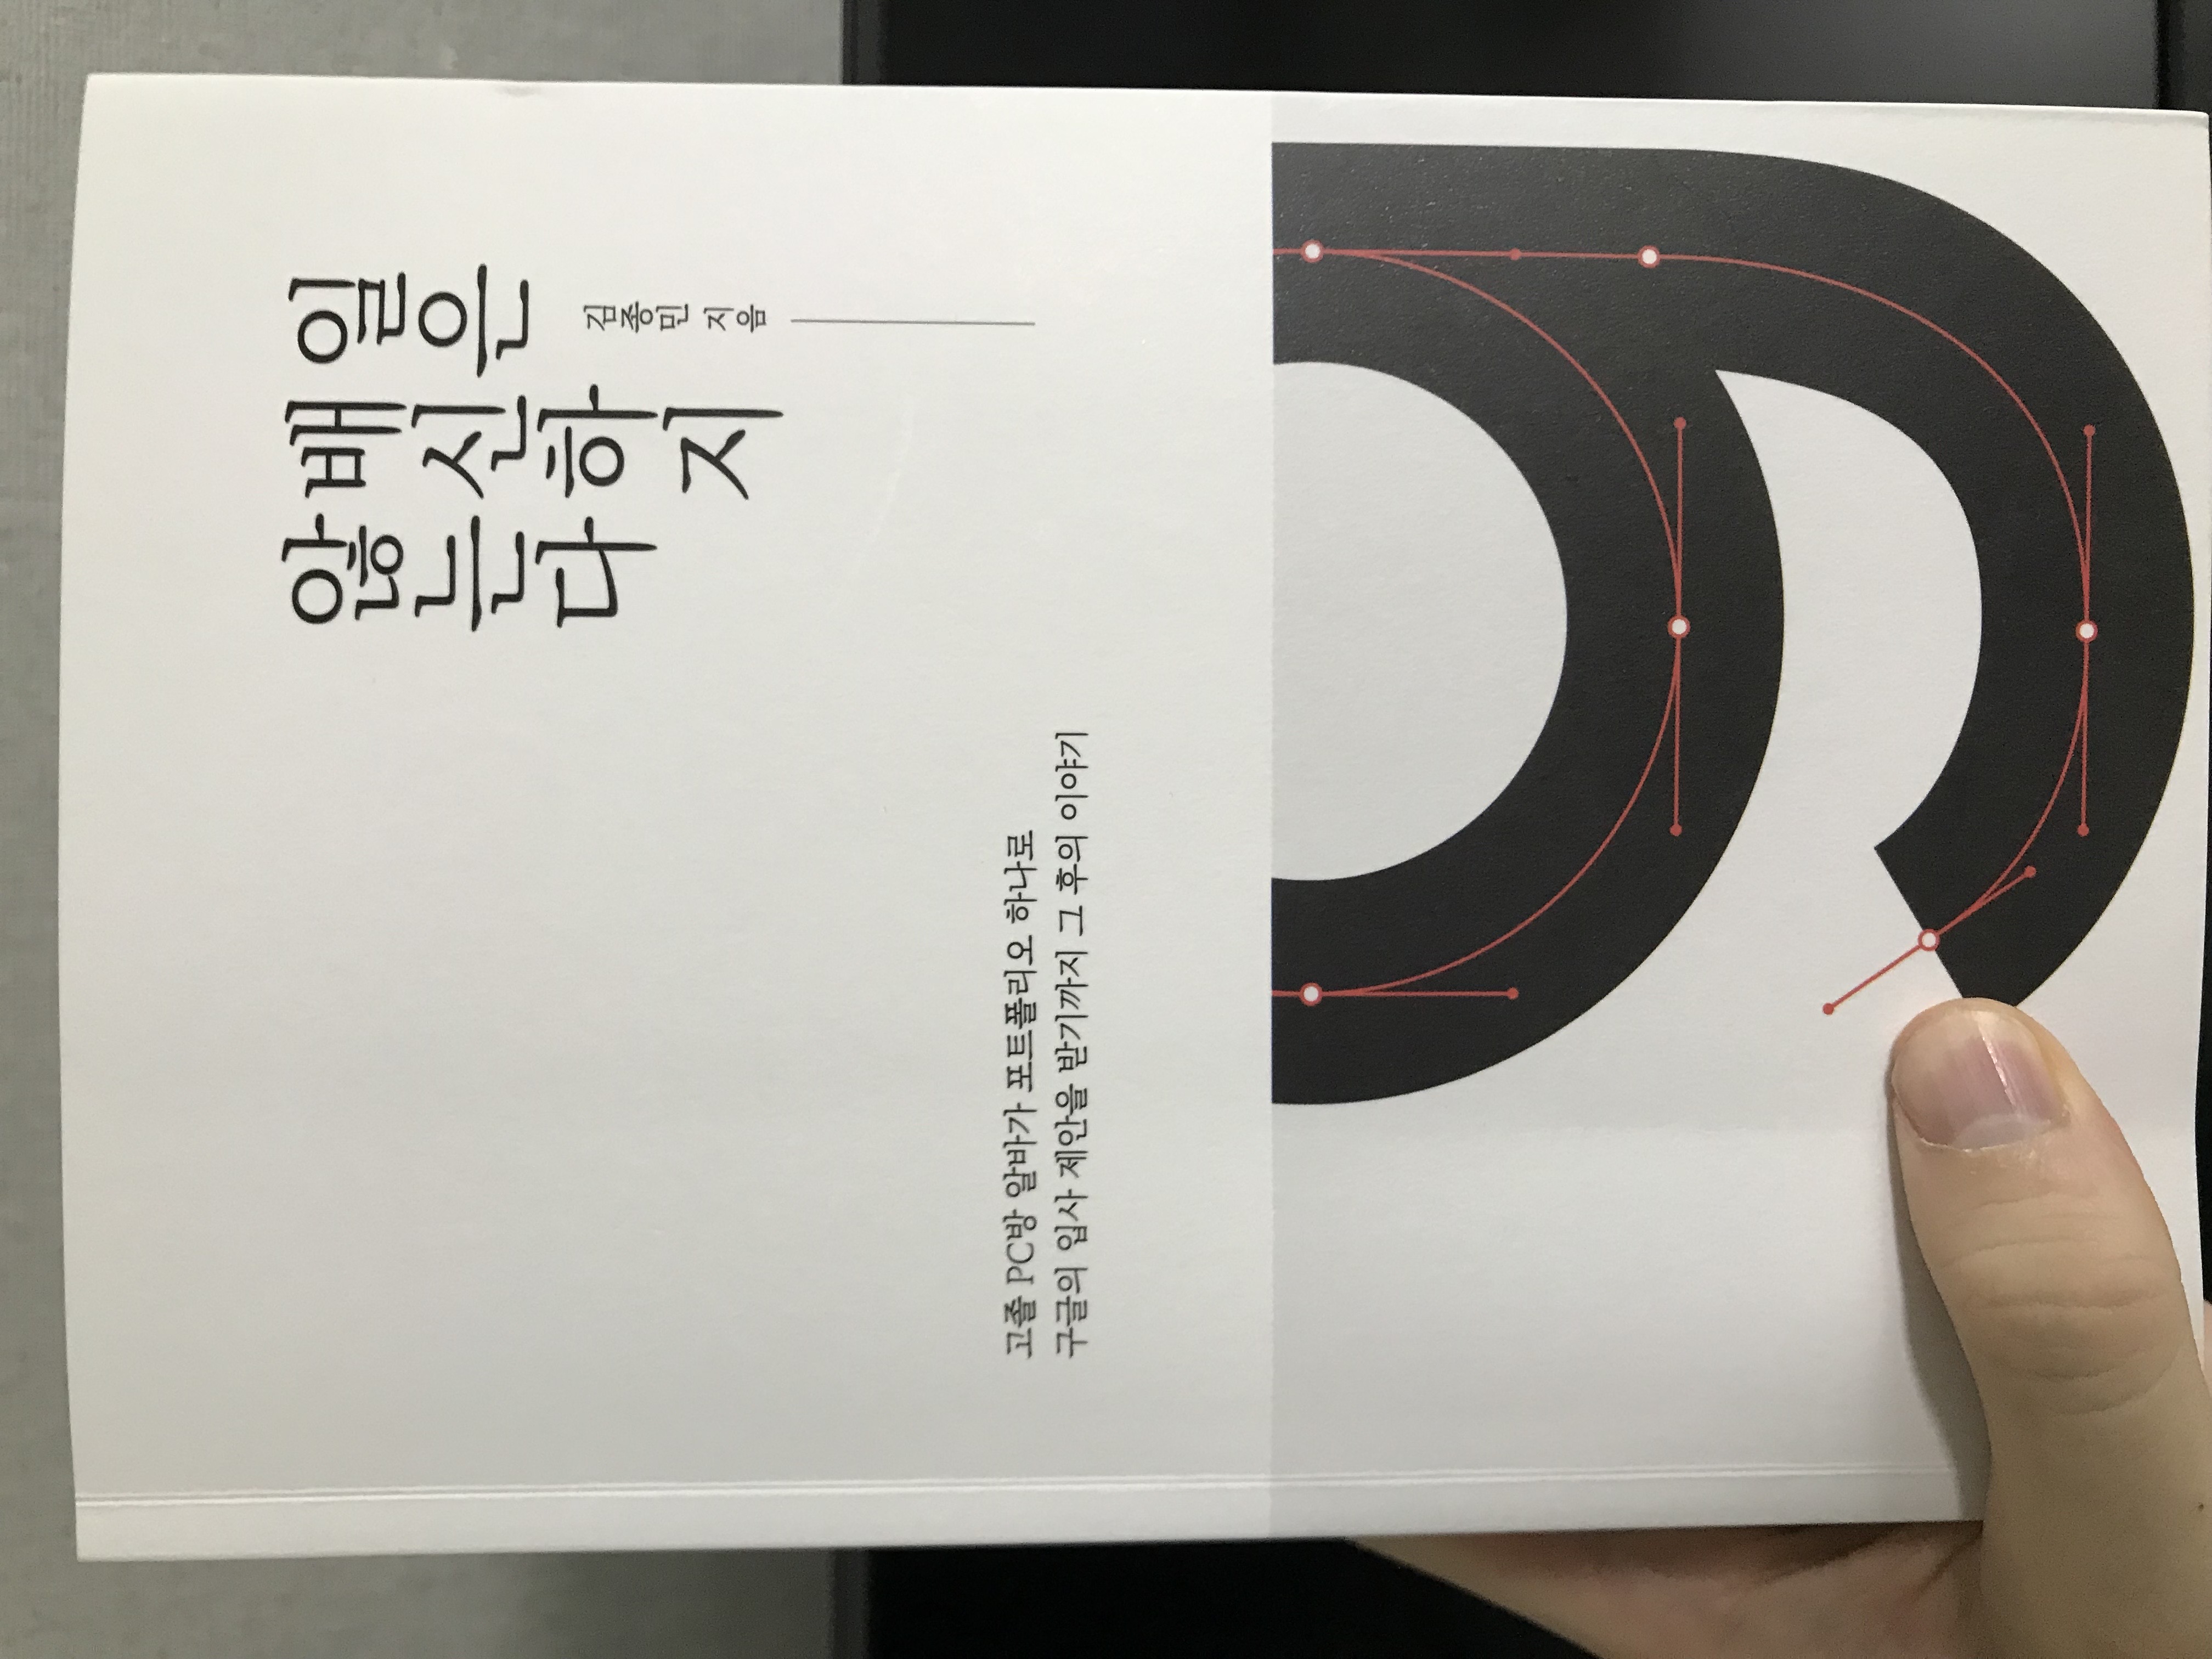 일은
배신하지
않는다
김종민 지음
고졸 PC방 알바가 포트폴리오 하나로
구글의 입사 제안을 받기까지 그 후의 이야기
g